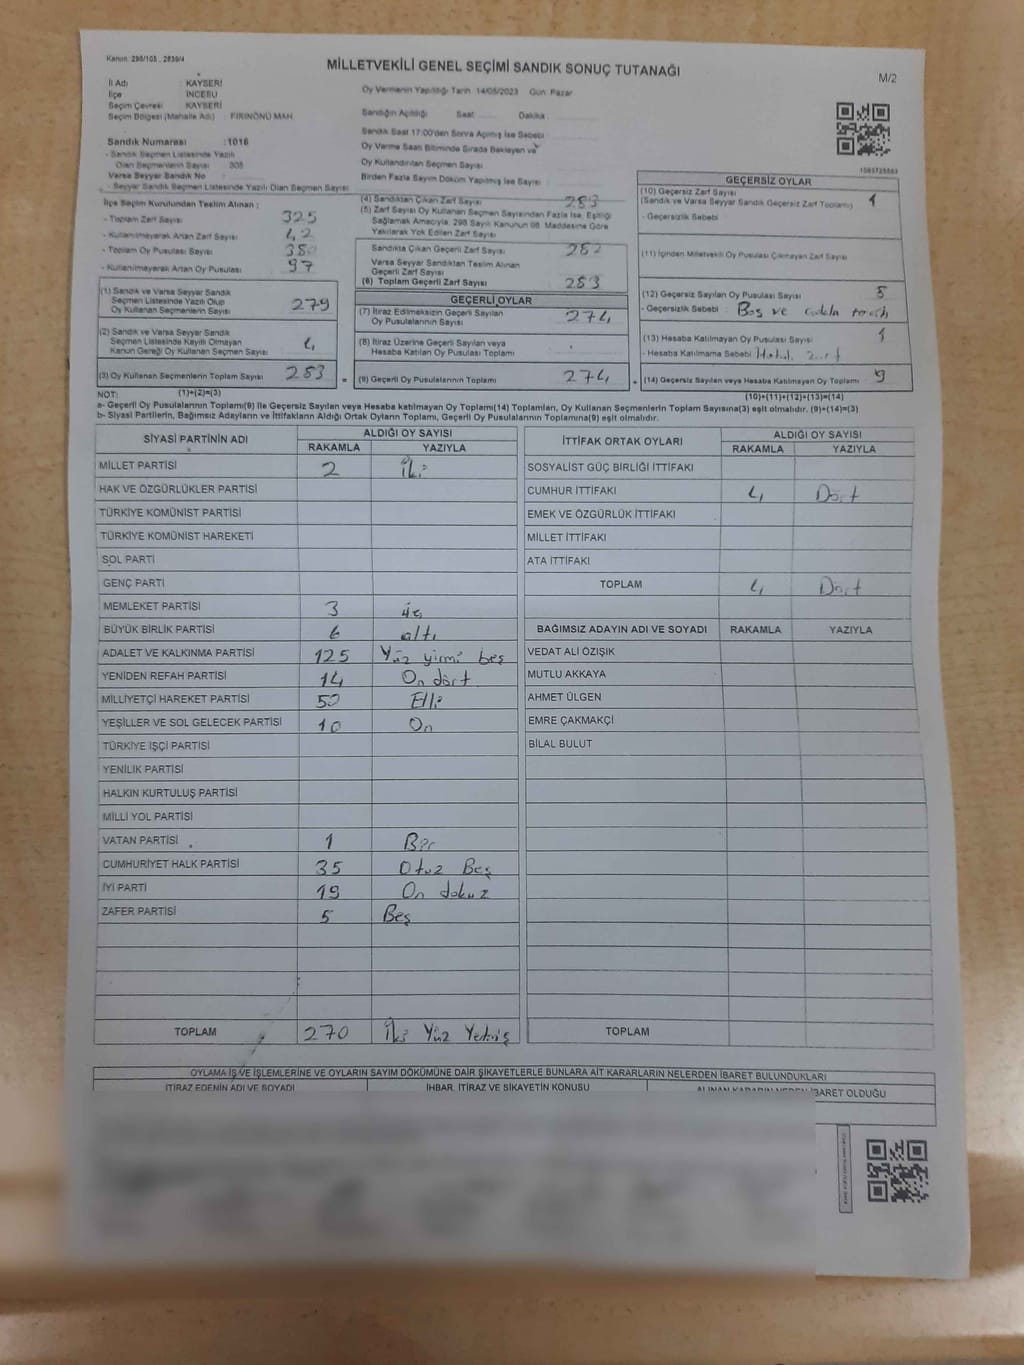 Kanun: 298/105, 2839/4
MİLLETVEKİLİ GENEL SEÇİMİ SANDIK SONUÇ TUTANAĞI
M/2
İl Adı : KAYSERİ
İlçe İNCESU
Seçim Çevresi KAYSERİ
Seçim Bölgesi (Mahalle Adı) FIRINÖNÜ MAH.
Sandık Numarası :1016
- Sandık Seçmen Listesinde Yazılı
Olan Seçmenlerin Sayısı 305
Varsa Seyyar Sandık No
- Seyyar Sandık Seçmen Listesinde Yazılı Olan Seçmen Sayısı
Oy Vermenin Yapıldığı Tarih 14/05/2023 Gün Pazar
Sandığın Açıldığı Saat Dakika
Sandık Saat 17:00'den Sonra Açılmış İse Sebebi
Oy Verme Saati Bitiminde Sırada Bekleyen ve
Oy Kullandırılan Seçmen Sayısı
Birden Fazla Sayım Döküm Yapılmış İse Sayısı
İlçe Seçim Kurulundan Teslim Alınan :
- Toplam Zarf Sayısı 325
- Kullanılmayarak Artan Zarf Sayısı 42
- Toplam Oy Pusulası Sayısı 380
- Kullanılmayarak Artan Oy Pusulası 97
(1) Sandık ve Varsa Seyyar Sandık
Seçmen Listesinde Yazılı Olup
Oy Kullanan Seçmenlerin Sayısı 279
(2) Sandık ve Varsa Seyyar Sandık
Seçmen Listesinde Kayıtlı Olmayan
Kanun Gereği Oy Kullanan Seçmen Sayısı 4
(3) Oy Kullanan Seçmenlerin Toplam Sayısı 283
(1)+(2)=(3)
(4) Sandıktan Çıkan Zarf Sayısı 283
(5) Zarf Sayısı Oy Kullanan Seçmen Sayısından Fazla İse, Eşitliği
Sağlamak Amacıyla, 298 Sayılı Kanunun 98. Maddesine Göre
Yakılarak Yok Edilen Zarf Sayısı
Sandıkta Çıkan Geçerli Zarf Sayısı 282
Varsa Seyyar Sandıktan Teslim Alınan
Geçerli Zarf Sayısı
(6) Toplam Geçerli Zarf Sayısı 283
GEÇERLİ OYLAR
(7) İtiraz Edilmeksizin Geçerli Sayılan
Oy Pusulalarının Sayısı 274
(8) İtiraz Üzerine Geçerli Sayılan veya
Hesaba Katılan Oy Pusulası Toplamı
= (9) Geçerli Oy Pusulalarının Toplamı 274
GEÇERSİZ OYLAR
(10) Geçersiz Zarf Sayısı
(Sandık ve Varsa Seyyar Sandık Geçersiz Zarf Toplamı) 1
- Geçersizlik Sebebi
(11) İçinden Milletvekili Oy Pusulası Çıkmayan Zarf Sayısı
(12) Geçersiz Sayılan Oy Pusulası Sayısı 5
- Geçersizlik Sebebi : Boş ve çokla tercih
(13) Hesaba Katılmayan Oy Pusulası Sayısı 1
- Hesaba Katılmama Sebebi
+ (14) Geçersiz Sayılan veya Hesaba Katılmayan Oy Toplamı 9
(10)+(11)+(12)+(13)=(14)
NOT:
a- Geçerli Oy Pusulalarının Toplamı(9) ile Geçersiz Sayılan veya Hesaba katılmayan Oy Toplamı(14) Toplamları, Oy Kullanan Seçmenlerin Toplam Sayısına(3) eşit olmalıdır. (9)+(14)=(3)
b- Siyasi Partilerin, Bağımsız Adayların ve İttifakların Aldığı Ortak Oyların Toplamı, Geçerli Oy Pusulalarının Toplamına(9) eşit olmalıdır.
SİYASİ PARTİNİN ADI ALDIĞI OY SAYISI
RAKAMLA YAZIYLA
MİLLET PARTİSİ 2 İki
HAK VE ÖZGÜRLÜKLER PARTİSİ
TÜRKİYE KOMÜNİST PARTİSİ
TÜRKİYE KOMÜNİST HAREKETİ
SOL PARTİ
GENÇ PARTİ
MEMLEKET PARTİSİ 3 üç
BÜYÜK BİRLİK PARTİSİ 6 altı
ADALET VE KALKINMA PARTİSİ 125 Yüz yirmi beş
YENİDEN REFAH PARTİSİ 14 On dört
MİLLİYETÇİ HAREKET PARTİSİ 50 Elli
YEŞİLLER VE SOL GELECEK PARTİSİ 10 On
TÜRKİYE İŞÇİ PARTİSİ
YENİLİK PARTİSİ
HALKIN KURTULUŞ PARTİSİ
MİLLİ YOL PARTİSİ
VATAN PARTİSİ 1 Bir
CUMHURİYET HALK PARTİSİ 35 Otuz Beş
İYİ PARTİ 19 On dokuz
ZAFER PARTİSİ 5 Beş
TOPLAM 270 İki Yüz Yetmiş
İTTİFAK ORTAK OYLARI ALDIĞI OY SAYISI
RAKAMLA YAZIYLA
SOSYALİST GÜÇ BİRLİĞİ İTTİFAKI
CUMHUR İTTİFAKI 4 Dört
EMEK VE ÖZGÜRLÜK İTTİFAKI
MİLLET İTTİFAKI
ATA İTTİFAKI
TOPLAM 4 Dört
BAĞIMSIZ ADAYIN ADI VE SOYADI RAKAMLA YAZIYLA
VEDAT ALİ ÖZIŞIK
MUTLU AKKAYA
AHMET ÜLGEN
EMRE ÇAKMAKÇİ
BİLAL BULUT
TOPLAM
OYLAMA İŞ VE İŞLEMLERİNE VE OYLARIN SAYIM DÖKÜMÜNE DAİR ŞİKAYETLERLE BUNLARA AİT KARARLARIN NELERDEN İBARET BULUNDUKLARI
İTİRAZ EDENİN ADI VE SOYADI İHBAR, İTİRAZ VE ŞİKAYETİN KONUSU ALINAN KARARIN NEDEN İBARET OLDUĞU